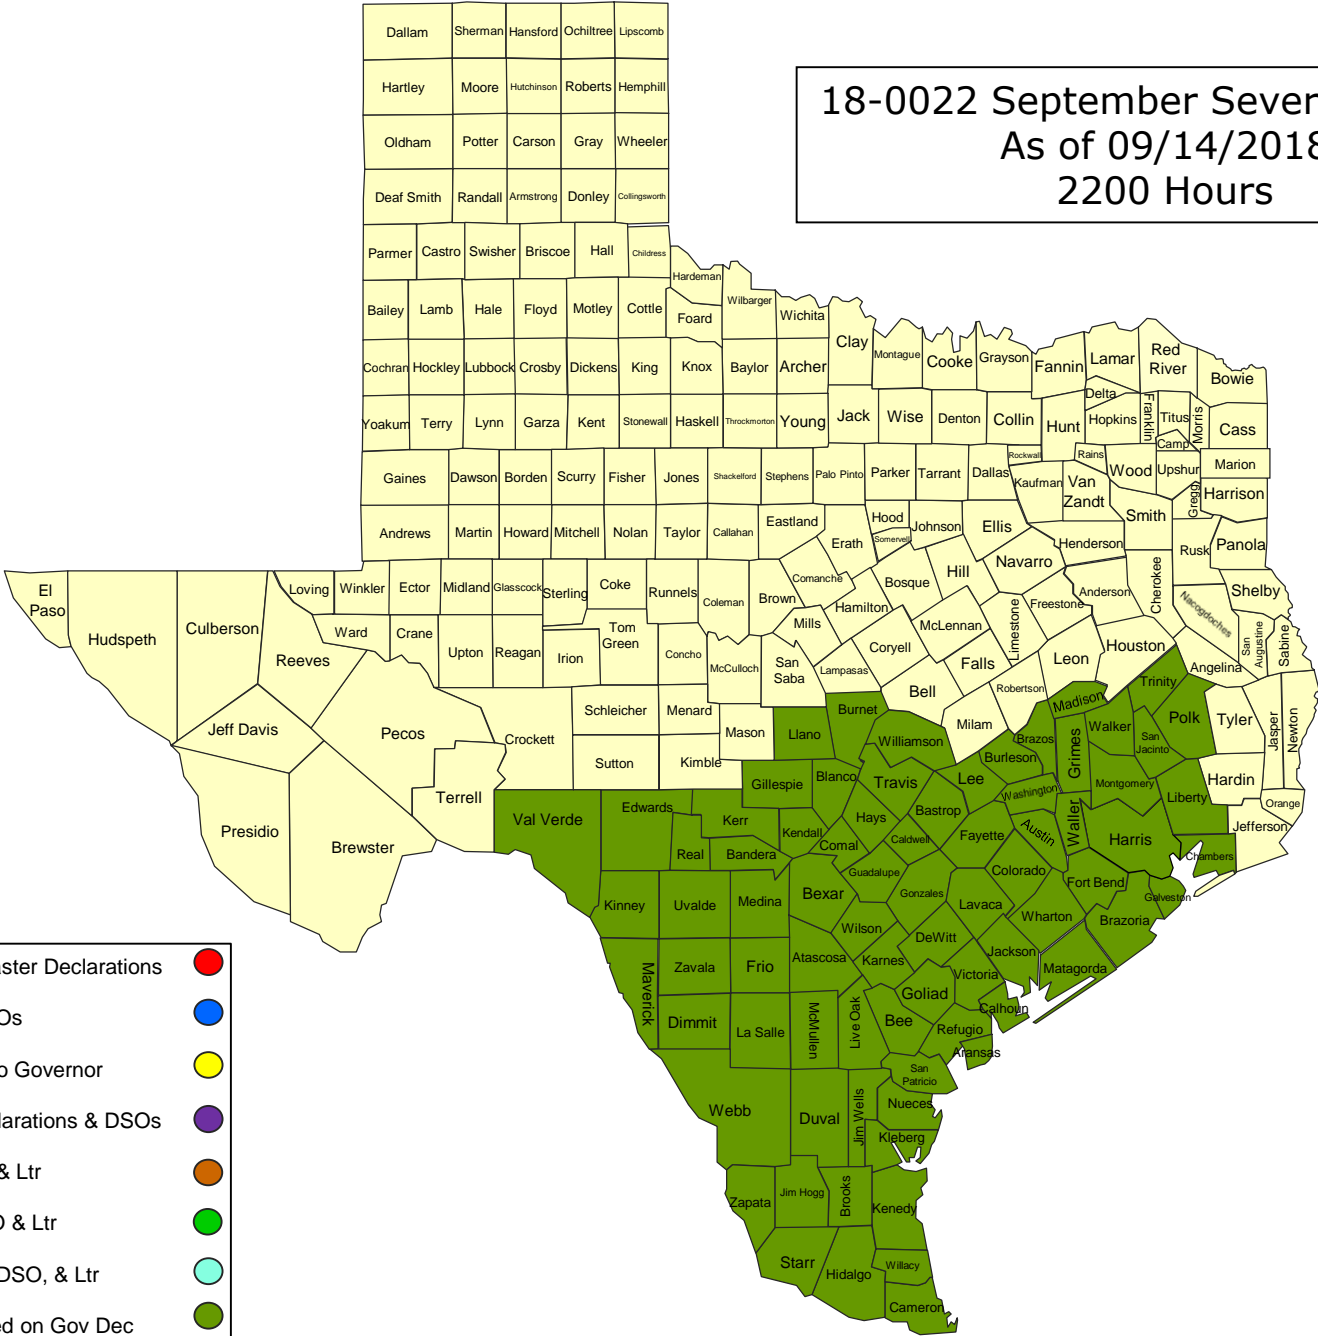 18-0022 September Sever
As of 09/14/2018
2200 Hours
Dallam Sherman Hansford Ochiltree Lipscomb
Hartley Moore Hutchinson Roberts Hemphill
Oldham Potter Carson Gray Wheeler
Deaf Smith Randall Armstrong Donley Collingsworth
Parmer Castro Swisher Briscoe Hall Childress
Hardeman
Bailey Lamb Hale Floyd Motley Cottle Foard Wilbarger Wichita
Clay Montague Cooke Grayson Fannin Lamar Red River Bowie
Cochran Hockley Lubbock Crosby Dickens King Knox Baylor Archer
Delta
Yoakum Terry Lynn Garza Kent Stonewall Haskell Throckmorton Young Jack Wise Denton Collin Hunt Hopkins Franklin Titus Morris Cass
Camp
Rockwall Rains
Gaines Dawson Borden Scurry Fisher Jones Shackelford Stephens Palo Pinto Parker Tarrant Dallas Kaufman Van Zandt Wood Upshur Marion
Gregg Harrison
Andrews Martin Howard Mitchell Nolan Taylor Callahan Eastland Erath Hood Somervell Johnson Ellis Henderson Smith Rusk Panola
El Paso Hudspeth Culberson Loving Winkler Ector Midland Glasscock Sterling Coke Runnels Coleman Brown Comanche Hamilton Bosque Hill Navarro Freestone Anderson Cherokee Nacogdoches Shelby
Reeves Ward Crane Upton Reagan Irion Tom Green Concho McCulloch San Saba Mills Lampasas Coryell McLennan Falls Limestone Leon Houston Angelina San Augustine Sabine
Jeff Davis Pecos Crockett Schleicher Menard Mason Llano Burnet Bell Milam Robertson Madison Trinity Polk Tyler Jasper Newton
Sutton Kimble Gillespie Blanco Williamson Travis Lee Burleson Brazos Grimes Walker San Jacinto Hardin
Presidio Brewster Terrell Val Verde Edwards Kerr Kendall Hays Bastrop Washington Montgomery Liberty Orange
Real Bandera Comal Caldwell Fayette Austin Waller Harris Chambers Jefferson
Kinney Uvalde Medina Bexar Guadalupe Gonzales Lavaca Colorado Fort Bend Galveston
Wilson Wharton Brazoria
Maverick Zavala Frio Atascosa Karnes DeWitt Jackson Matagorda
Victoria
Dimmit La Salle McMullen Live Oak Bee Goliad Calhoun
Refugio
Aransas
San Patricio
Webb Duval Jim Wells Nueces
Kleberg
Zapata Jim Hogg Brooks Kenedy
Starr Hidalgo Willacy
Cameron
aster Declarations
Os
o Governor
larations & DSOs
& Ltr
O & Ltr
DSO, & Ltr
ed on Gov Dec